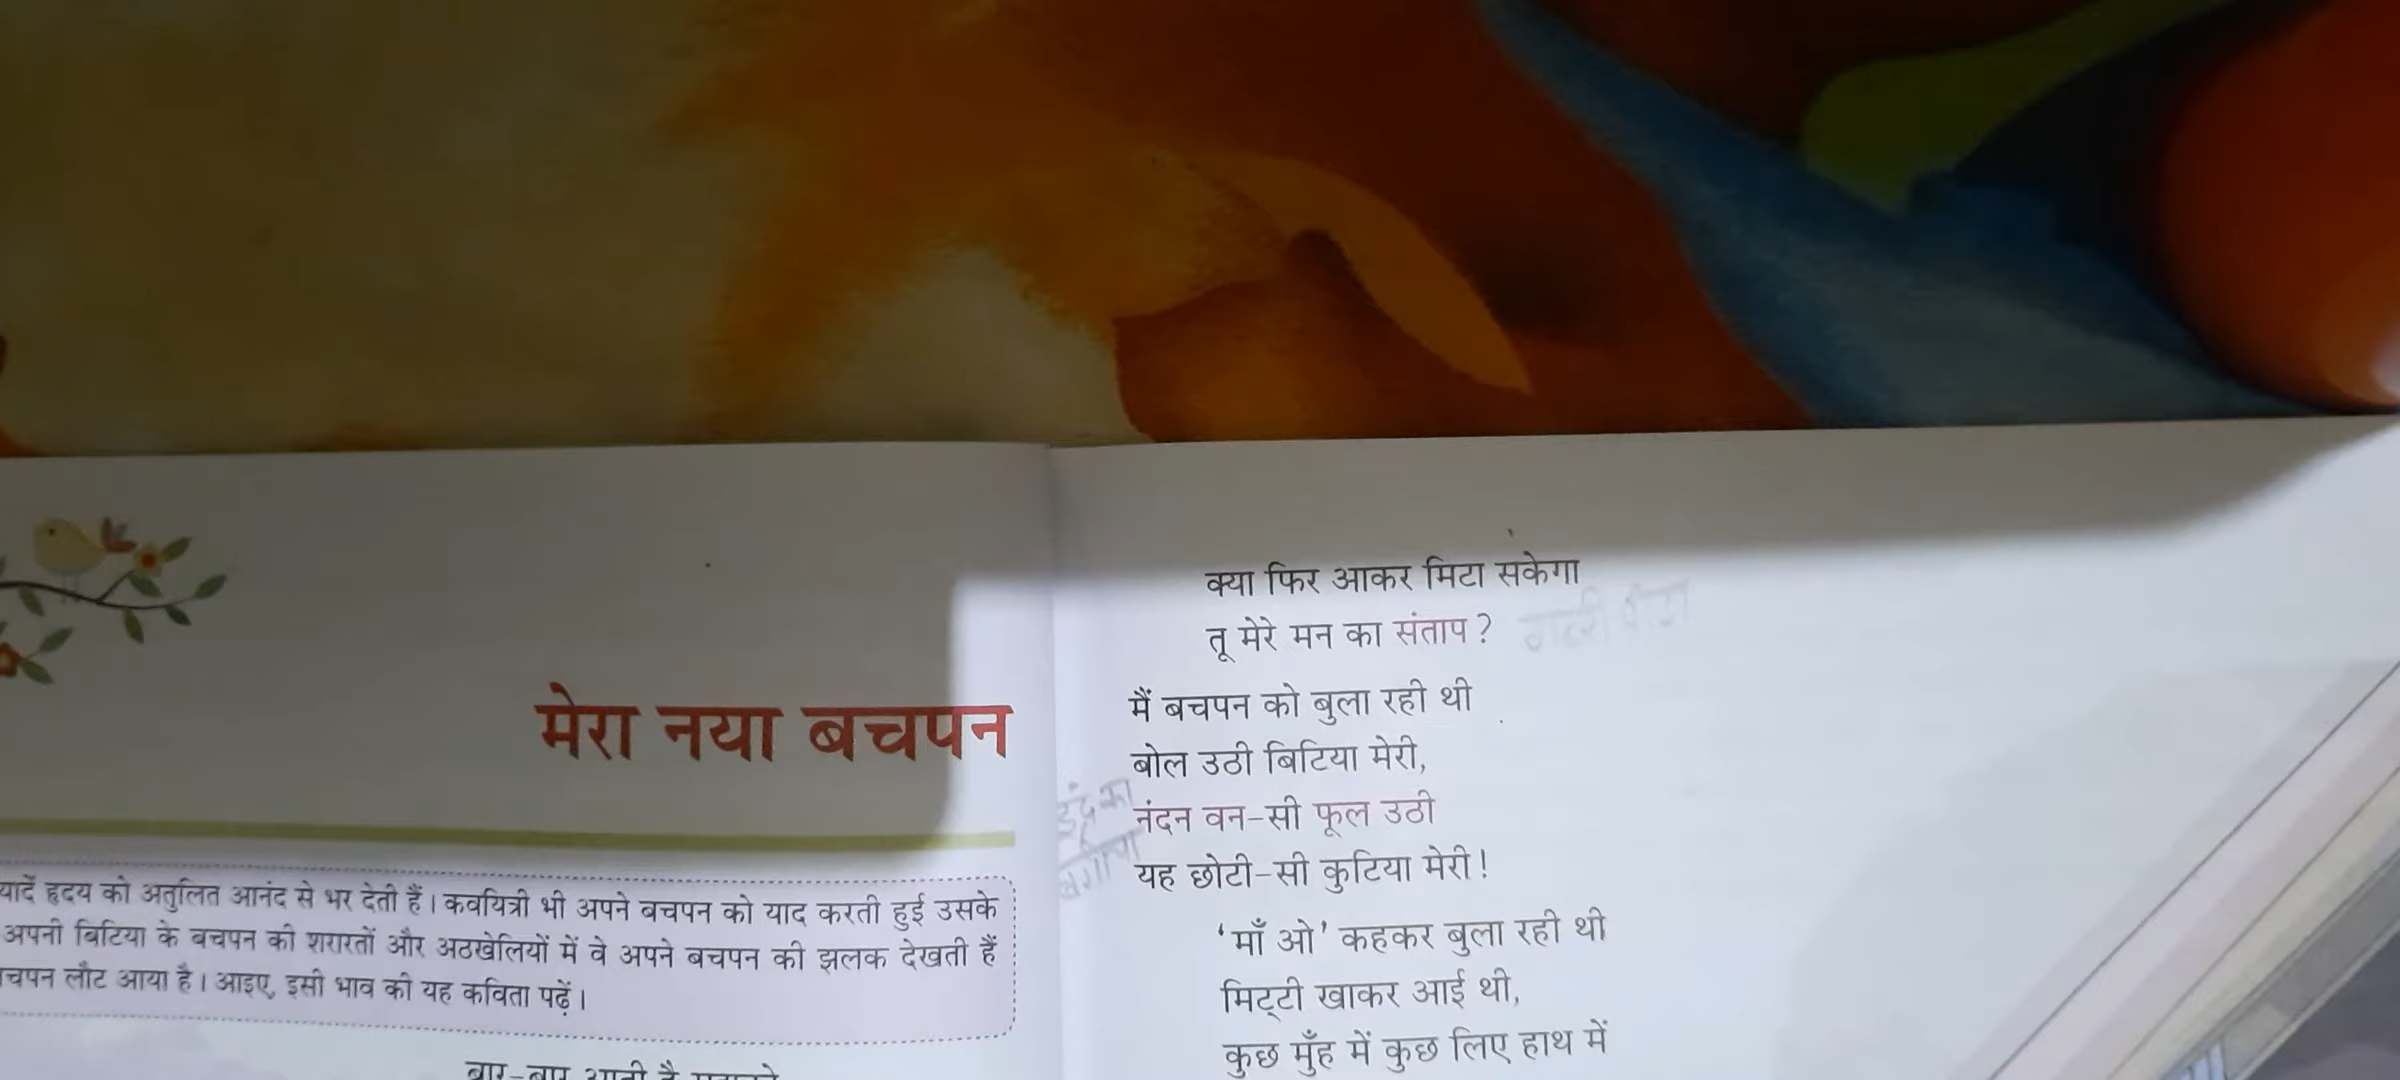 मेरा नया बचपन
यादें हृदय को अतुलित आनंद से भर देती हैं। कवयित्री भी अपने बचपन को याद करती हुई उसके
अपनी बिटिया के बचपन की शरारतों और अठखेलियों में वे अपने बचपन की झलक देखती हैं
चपन लौट आया है। आइए, इसी भाव की यह कविता पढ़ें।
बार-बार आती है
क्या फिर आकर मिटा सकेगा
तू मेरे मन का संताप?
मैं बचपन को बुला रही थी
बोल उठी बिटिया मेरी,
इंद्र का
नंदन वन-सी फूल उठी
बगीचा
यह छोटी-सी कुटिया मेरी!
‘माँ ओ’ कहकर बुला रही थी
मिट्टी खाकर आई थी,
कुछ मुँह में कुछ लिए हाथ में